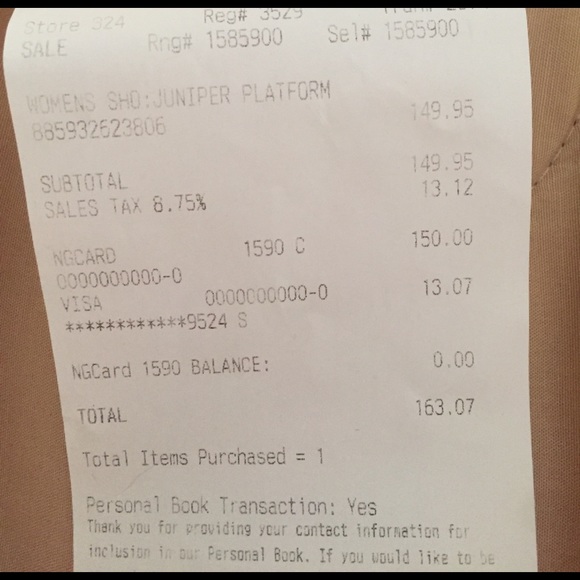 Store 324 Reg# 3529
SALE Rng# 1585900 Sel# 1585900
WOMENS SHO:JUNIPER PLATFORM 149.95
885932623806
SUBTOTAL 149.95
SALES TAX 8.75% 13.12
NGCARD 1590 C 150.00
0000000000-0
VISA 0000000000-0 13.07
************9524 S
NGCard 1590 BALANCE: 0.00
TOTAL 163.07
Total Items Purchased = 1
Personal Book Transaction: Yes
Thank you for providing your contact information for
inclusion in our Personal Book. If you would like to be